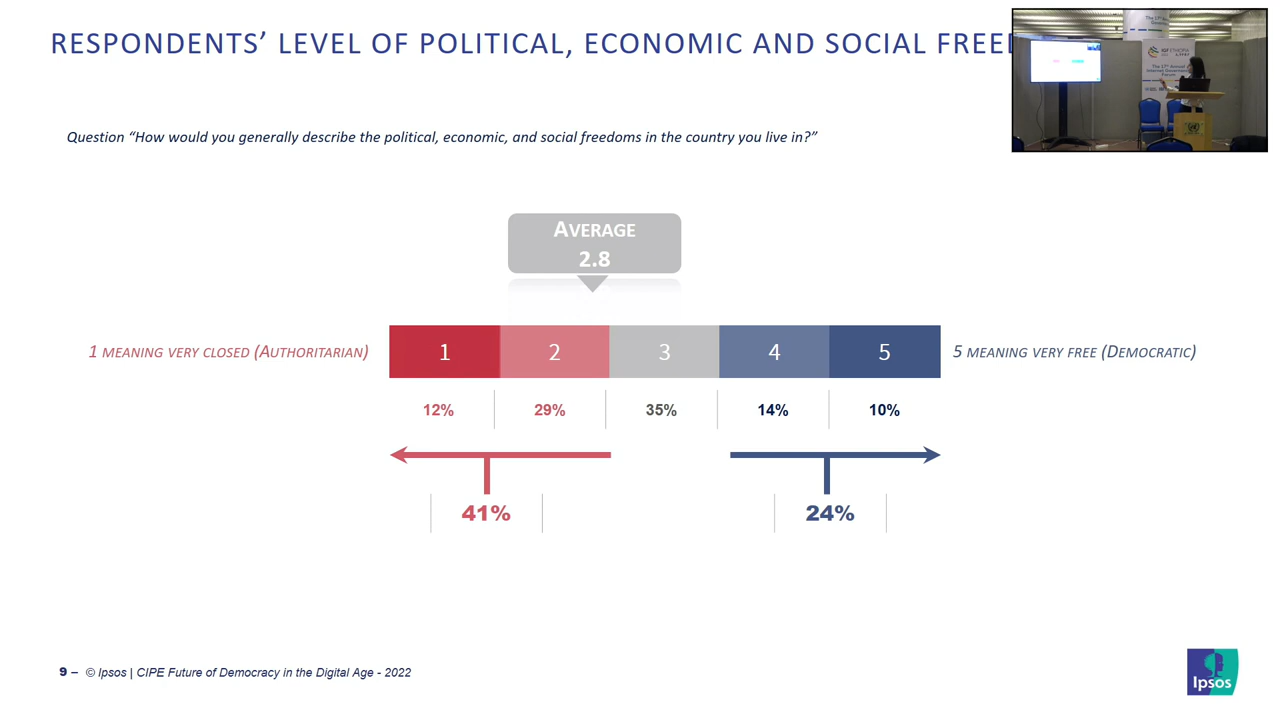 RESPONDENTS’ LEVEL OF POLITICAL, ECONOMIC AND SOCIAL
Question “How would you generally describe the political, economic, and social freedoms in the country you live in?”
AVERAGE
2.8
1 MEANING VERY CLOSED (AUTHORITARIAN)
1 2 3 4 5
5 MEANING VERY FREE (DEMOCRATIC)
12% 29% 35% 14% 10%
41% 24%
9 – © Ipsos | CIPE Future of Democracy in the Digital Age - 2022
Ipsos